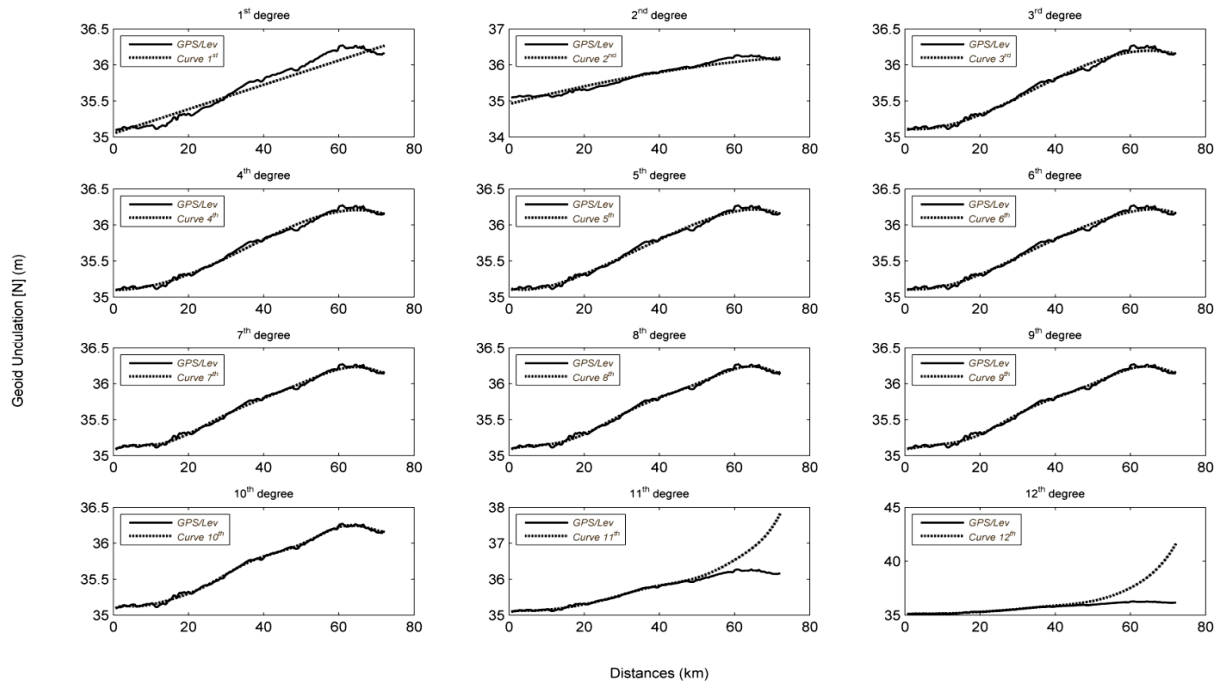 1st degree
36.5
36
35.5
35
0 20 40 60 80
GPS/Lev
Curve 1st
2nd degree
37
36
35
34
0 20 40 60 80
GPS/Lev
Curve 2nd
3rd degree
36.5
36
35.5
35
0 20 40 60 80
GPS/Lev
Curve 3rd
4th degree
36.5
36
35.5
35
0 20 40 60 80
GPS/Lev
Curve 4th
5th degree
36.5
36
35.5
35
0 20 40 60 80
GPS/Lev
Curve 5th
6th degree
36.5
36
35.5
35
0 20 40 60 80
GPS/Lev
Curve 6th
7th degree
36.5
36
35.5
35
0 20 40 60 80
GPS/Lev
Curve 7th
8th degree
36.5
36
35.5
35
0 20 40 60 80
GPS/Lev
Curve 8th
9th degree
36.5
36
35.5
35
0 20 40 60 80
GPS/Lev
Curve 9th
10th degree
36.5
36
35.5
35
0 20 40 60 80
GPS/Lev
Curve 10th
11th degree
38
37
36
35
0 20 40 60 80
GPS/Lev
Curve 11th
12th degree
45
40
35
0 20 40 60 80
GPS/Lev
Curve 12th
Geoid Unculation [N] (m)
Distances (km)